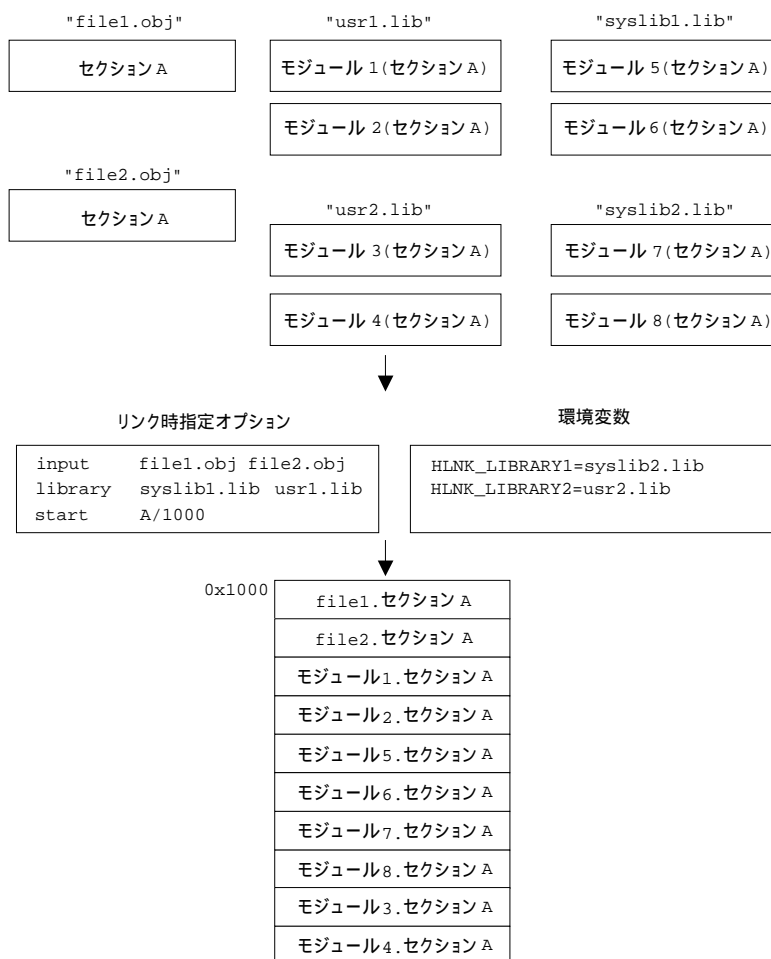 "file1.obj" "usr1.lib" "syslib1.lib"
セクション A モジュール 1(セクション A) モジュール 5(セクション A)
モジュール 2(セクション A) モジュール 6(セクション A)
"file2.obj"
セクション A
"usr2.lib" "syslib2.lib"
モジュール 3(セクション A) モジュール 7(セクション A)
モジュール 4(セクション A) モジュール 8(セクション A)
リンク時指定オプション
input file1.obj file2.obj
library syslib1.lib usr1.lib
start A/1000
環境変数
HLNK_LIBRARY1=syslib2.lib
HLNK_LIBRARY2=usr2.lib
0x1000
file1.セクション A
file2.セクション A
モジュール1.セクション A
モジュール2.セクション A
モジュール5.セクション A
モジュール6.セクション A
モジュール7.セクション A
モジュール8.セクション A
モジュール3.セクション A
モジュール4.セクション A